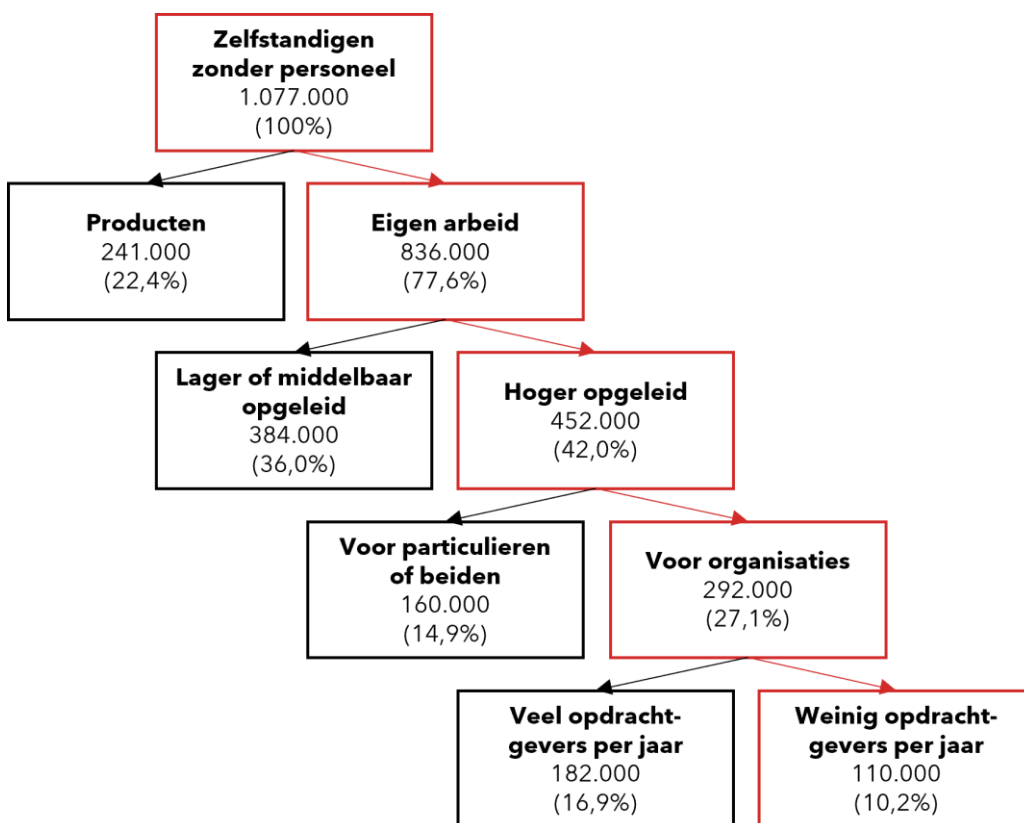 Zelfstandigen
zonder personeel
1.077.000
(100%)
Producten
241.000
(22,4%)
Eigen arbeid
836.000
(77,6%)
Lager of middelbaar
opgeleid
384.000
(36,0%)
Hoger opgeleid
452.000
(42,0%)
Voor particulieren
of beiden
160.000
(14,9%)
Voor organisaties
292.000
(27,1%)
Veel opdracht-
gevers per jaar
182.000
(16,9%)
Weinig opdracht-
gevers per jaar
110.000
(10,2%)